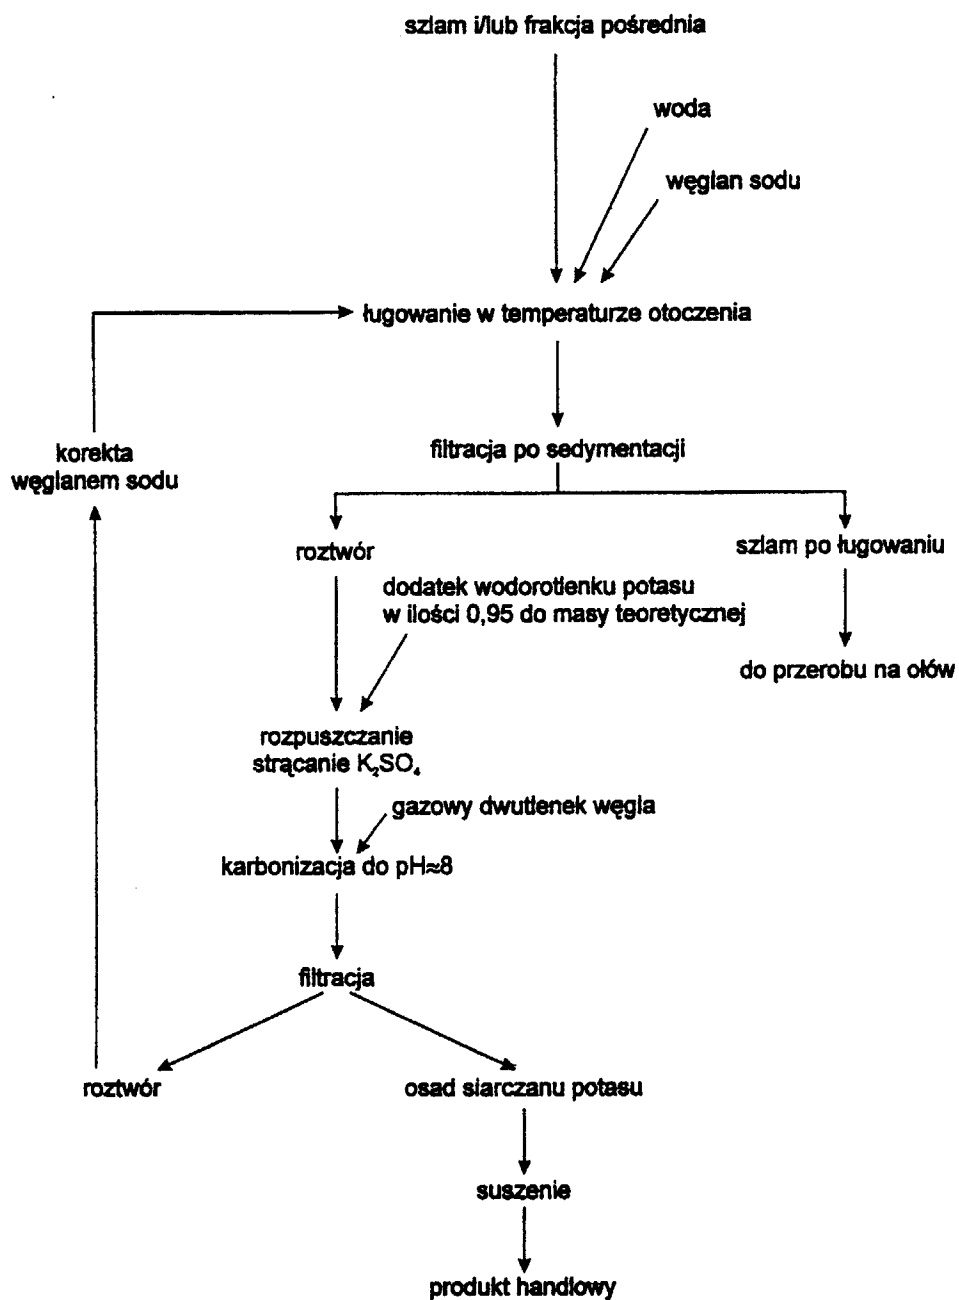 szlam i/lub frakcja pośrednia
woda
węglan sodu
ługowanie w temperaturze otoczenia
filtracja po sedymentacji
korekta
węglanem sodu
roztwór
szlam po ługowaniu
dodatek wodorotlenku potasu
w ilości 0,95 do masy teoretycznej
do przerobu na ołów
rozpuszczanie
strącanie K₂SO₄
gazowy dwutlenek węgla
karbonizacja do pH≈8
filtracja
roztwór
osad siarczanu potasu
suszenie
produkt handlowy